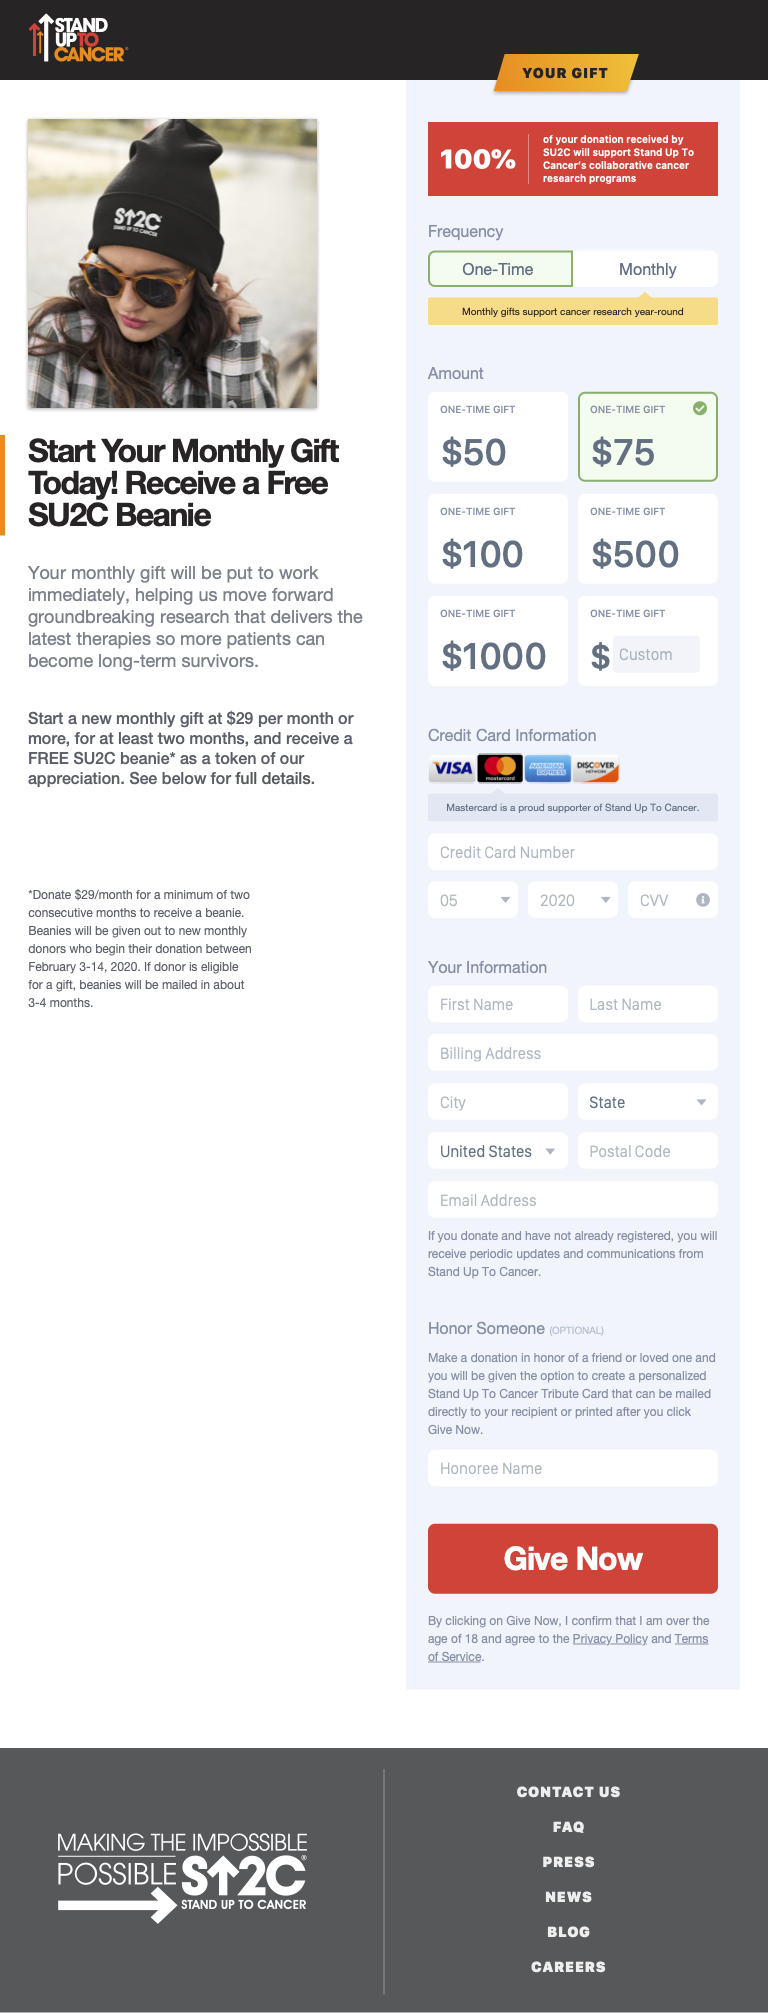 STAND
UP TO
CANCER
YOUR GIFT
S↑2C
STAND UP TO CANCER
Start Your Monthly Gift
Today! Receive a Free
SU2C Beanie
Your monthly gift will be put to work
immediately, helping us move forward
groundbreaking research that delivers the
latest therapies so more patients can
become long-term survivors.
Start a new monthly gift at $29 per month or
more, for at least two months, and receive a
FREE SU2C beanie* as a token of our
appreciation. See below for full details.
*Donate $29/month for a minimum of two
consecutive months to receive a beanie.
Beanies will be given out to new monthly
donors who begin their donation between
February 3-14, 2020. If donor is eligible
for a gift, beanies will be mailed in about
3-4 months.
100%
of your donation received by
SU2C will support Stand Up To
Cancer's collaborative cancer
research programs
Frequency
One-Time
Monthly
Monthly gifts support cancer research year-round
Amount
ONE-TIME GIFT
$50
ONE-TIME GIFT
$75
ONE-TIME GIFT
$100
ONE-TIME GIFT
$500
ONE-TIME GIFT
$1000
ONE-TIME GIFT
$ Custom
Credit Card Information
VISA
mastercard
AMERICAN EXPRESS
DISCOVER
NETWORK
Mastercard is a proud supporter of Stand Up To Cancer.
Credit Card Number
05
2020
CVV
Your Information
First Name
Last Name
Billing Address
City
State
United States
Postal Code
Email Address
If you donate and have not already registered, you will
receive periodic updates and communications from
Stand Up To Cancer.
Honor Someone (OPTIONAL)
Make a donation in honor of a friend or loved one and
you will be given the option to create a personalized
Stand Up To Cancer Tribute Card that can be mailed
directly to your recipient or printed after you click
Give Now.
Honoree Name
Give Now
By clicking on Give Now, I confirm that I am over the
age of 18 and agree to the Privacy Policy and Terms
of Service.
MAKING THE IMPOSSIBLE
POSSIBLE S↑2C®
STAND UP TO CANCER
CONTACT US
FAQ
PRESS
NEWS
BLOG
CAREERS